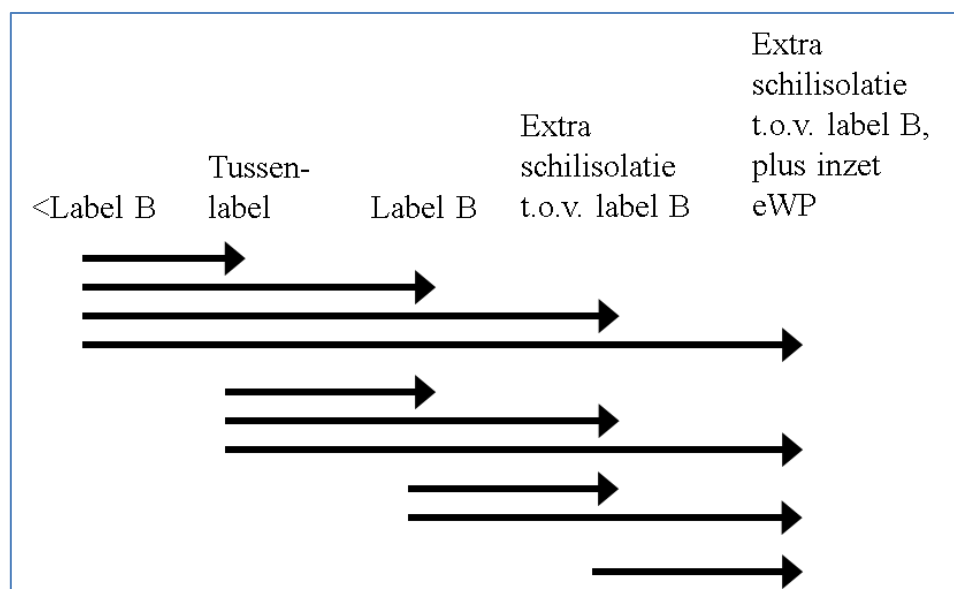 <Label B
Tussen-
label
Label B
Extra
schilisolatie
t.o.v. label B
Extra
schilisolatie
t.o.v. label B,
plus inzet
eWP